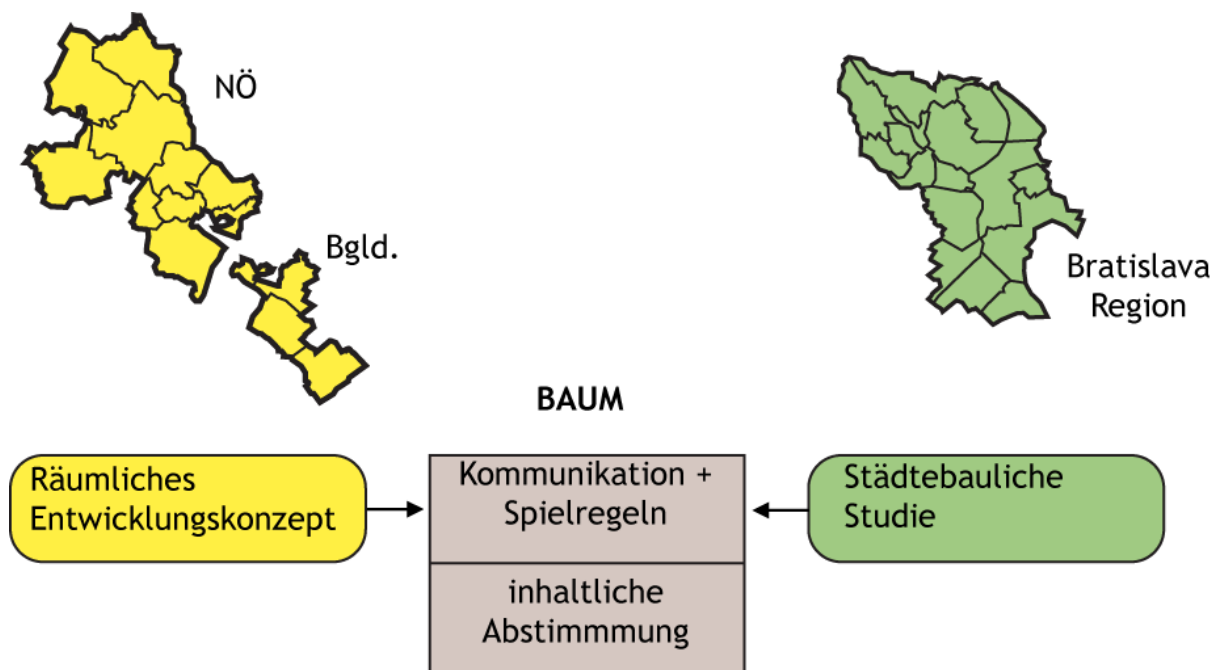 NÖ
Bgld.
Bratislava
Region
BAUM
Räumliches
Entwicklungskonzept
Kommunikation +
Spielregeln
inhaltliche
Abstimmmung
Städtebauliche
Studie